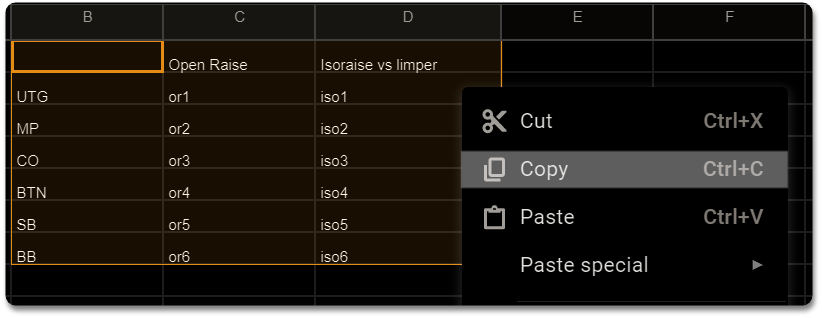 B C D E F
Open Raise Isoraise vs limper
UTG or1 iso1
MP or2 iso2
CO or3 iso3
BTN or4 iso4
SB or5 iso5
BB or6 iso6
Cut Ctrl+X
Copy Ctrl+C
Paste Ctrl+V
Paste special